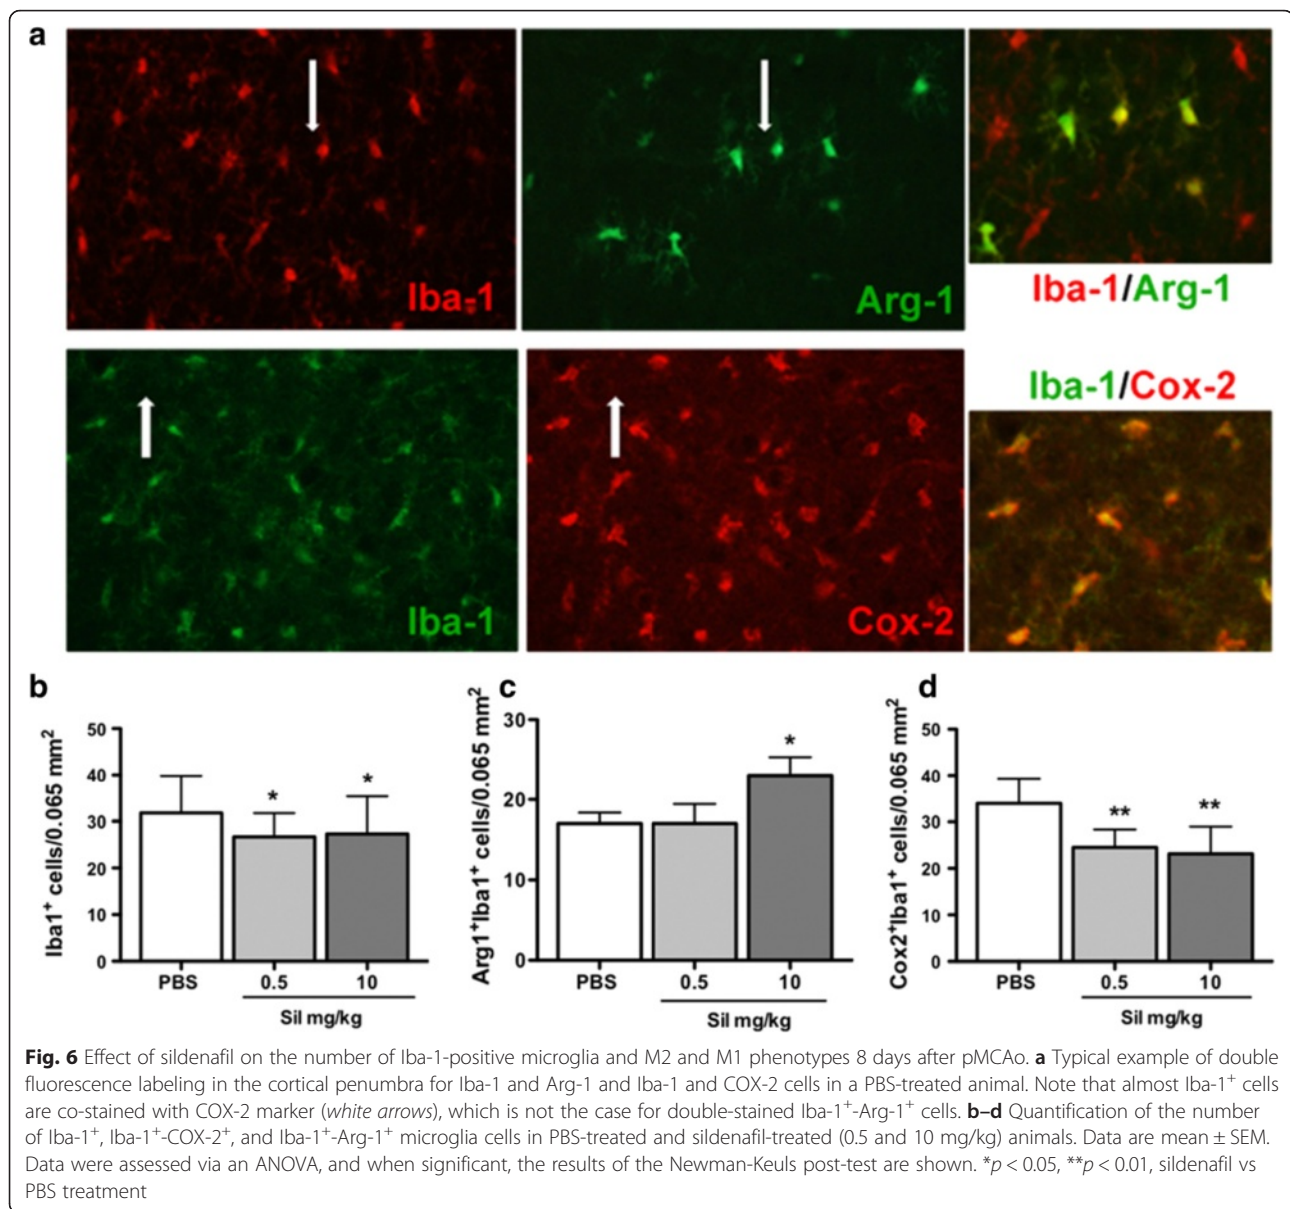 a
Iba-1
Arg-1
Iba-1/Arg-1
Iba-1
Cox-2
Iba-1/Cox-2
b
Iba1⁺ cells/0.065 mm²
50
40
30
20
10
0
*
*
PBS
0.5
10
Sil mg/kg
c
Arg1⁺Iba1⁺ cells/0.065 mm²
30
20
10
0
*
PBS
0.5
10
Sil mg/kg
d
Cox2⁺Iba1⁺ cells/0.065 mm²
50
40
30
20
10
0
**
**
PBS
0.5
10
Sil mg/kg
Fig. 6 Effect of sildenafil on the number of Iba-1-positive microglia and M2 and M1 phenotypes 8 days after pMCAo. a Typical example of double
fluorescence labeling in the cortical penumbra for Iba-1 and Arg-1 and Iba-1 and COX-2 cells in a PBS-treated animal. Note that almost Iba-1⁺ cells
are co-stained with COX-2 marker (white arrows), which is not the case for double-stained Iba-1⁺-Arg-1⁺ cells. b–d Quantification of the number
of Iba-1⁺, Iba-1⁺-COX-2⁺, and Iba-1⁺-Arg-1⁺ microglia cells in PBS-treated and sildenafil-treated (0.5 and 10 mg/kg) animals. Data are mean ± SEM.
Data were assessed via an ANOVA, and when significant, the results of the Newman-Keuls post-test are shown. *p < 0.05, **p < 0.01, sildenafil vs
PBS treatment